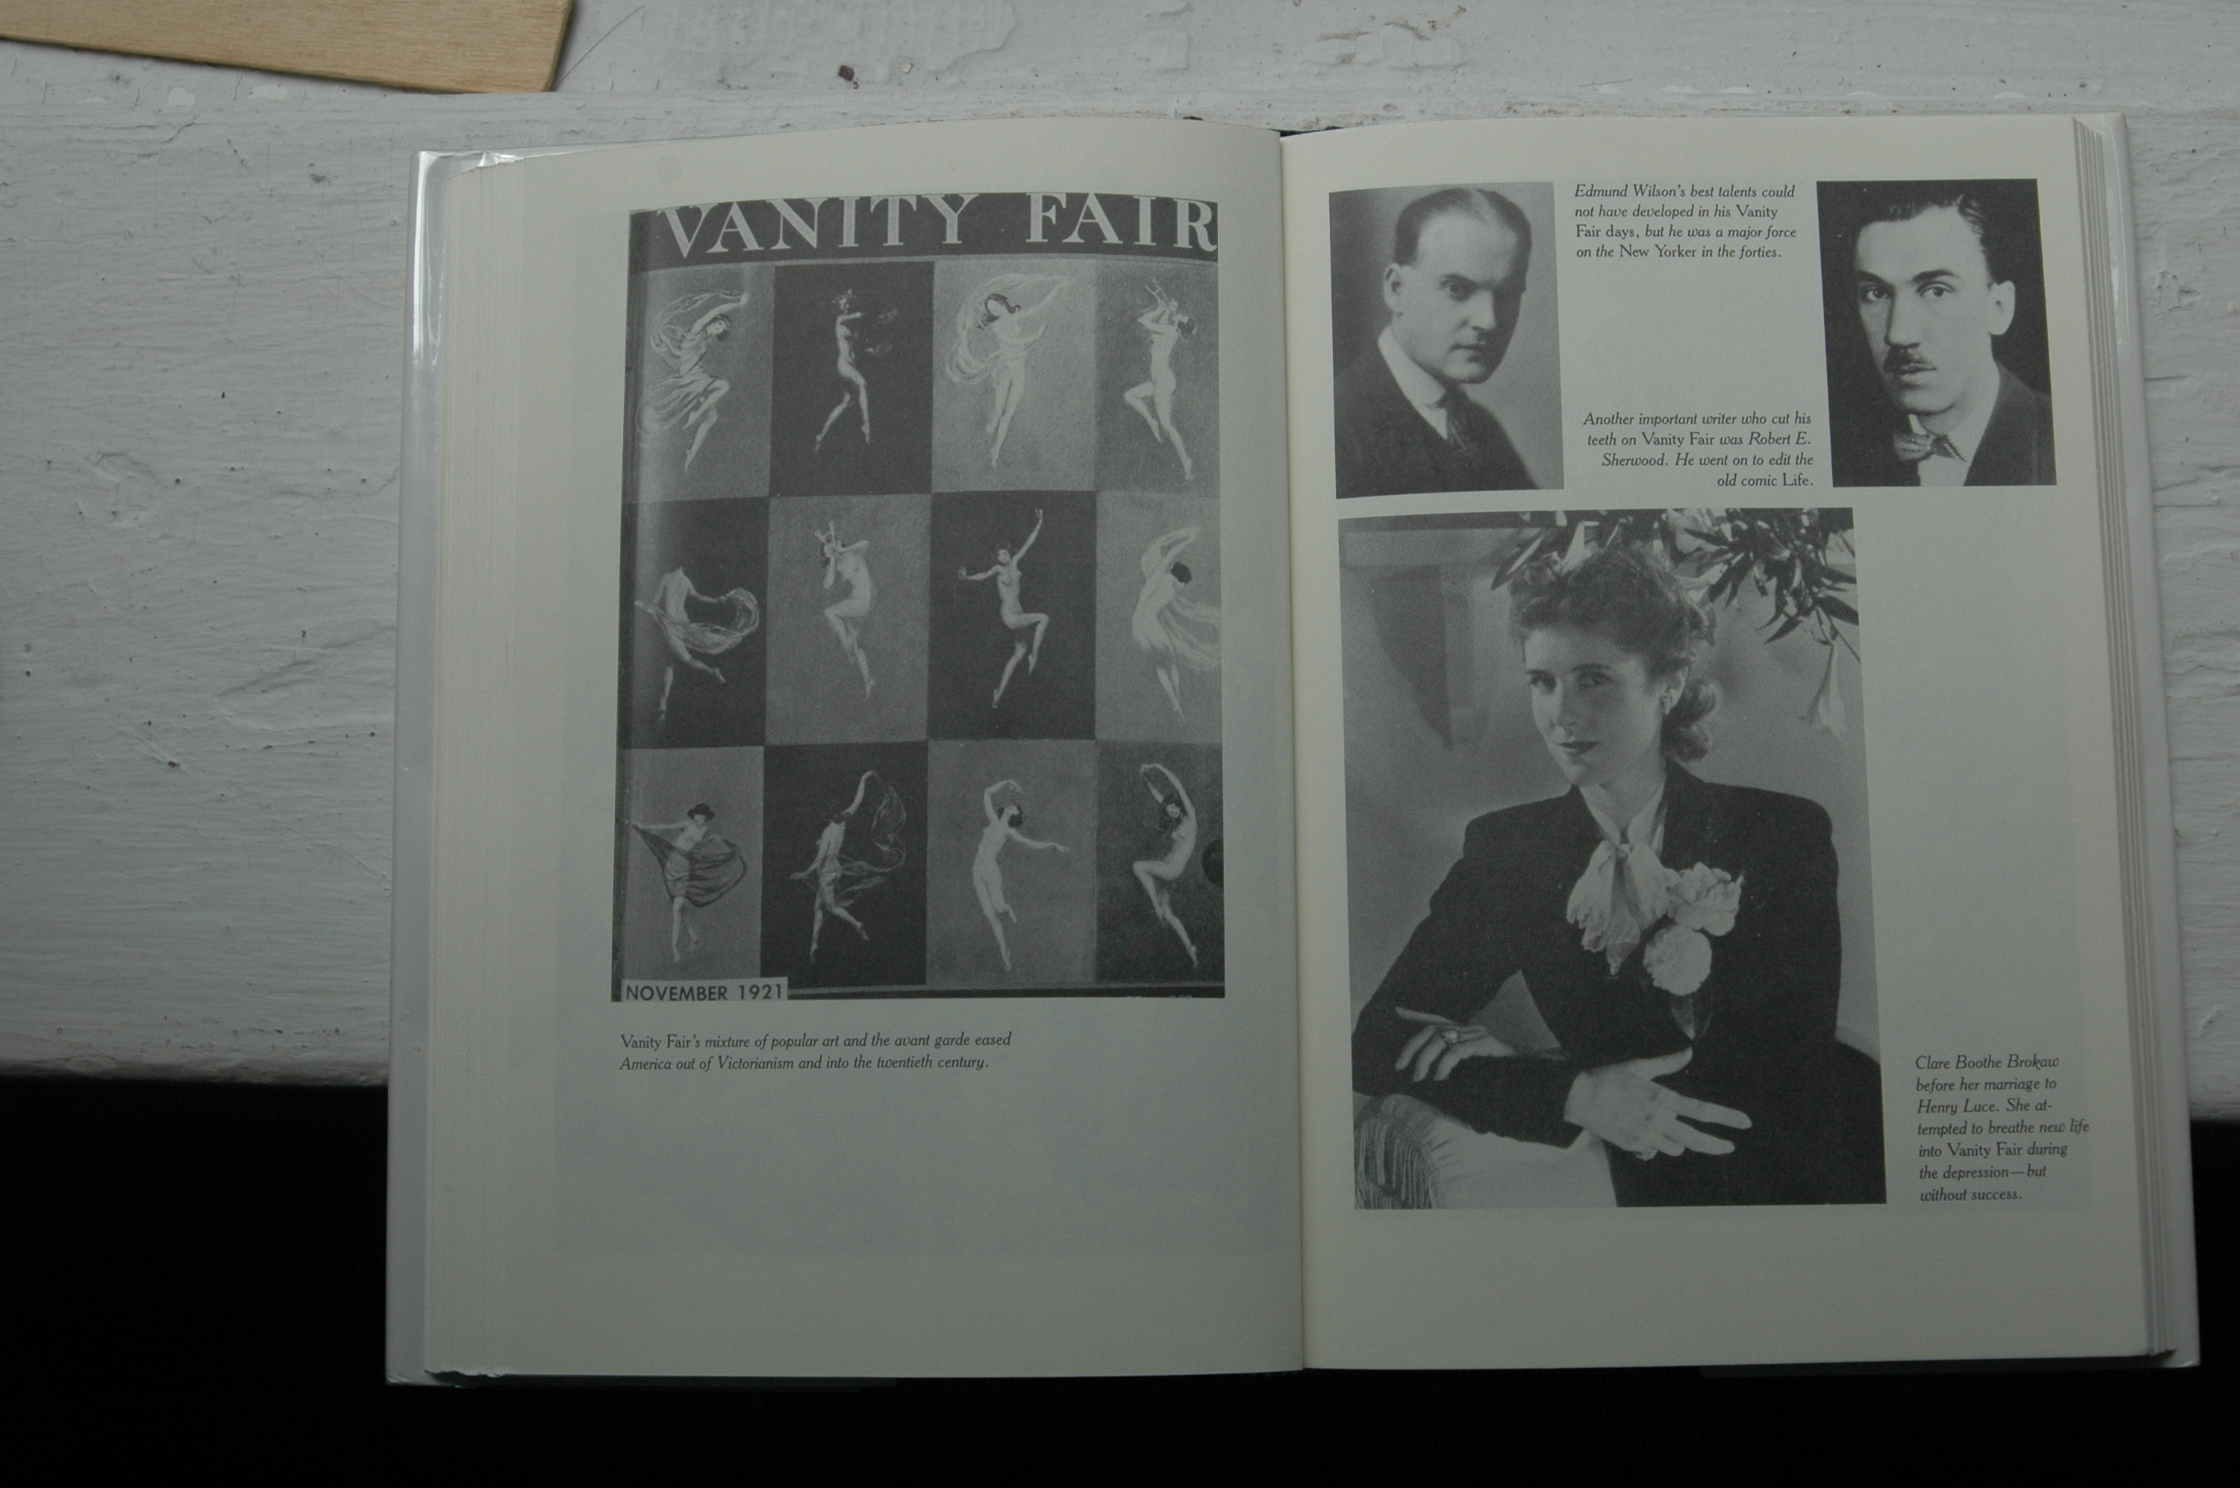 VANITY FAIR
NOVEMBER 1921
Vanity Fair's mixture of popular art and the avant garde eased
America out of Victorianism and into the twentieth century.
Edmund Wilson's best talents could
not have developed in his Vanity
Fair days, but he was a major force
on the New Yorker in the forties.
Another important writer who cut his
teeth on Vanity Fair was Robert E.
Sherwood. He went on to edit the
old comic Life.
Clare Boothe Brokaw
before her marriage to
Henry Luce. She at-
tempted to breathe new life
into Vanity Fair during
the depression—but
without success.